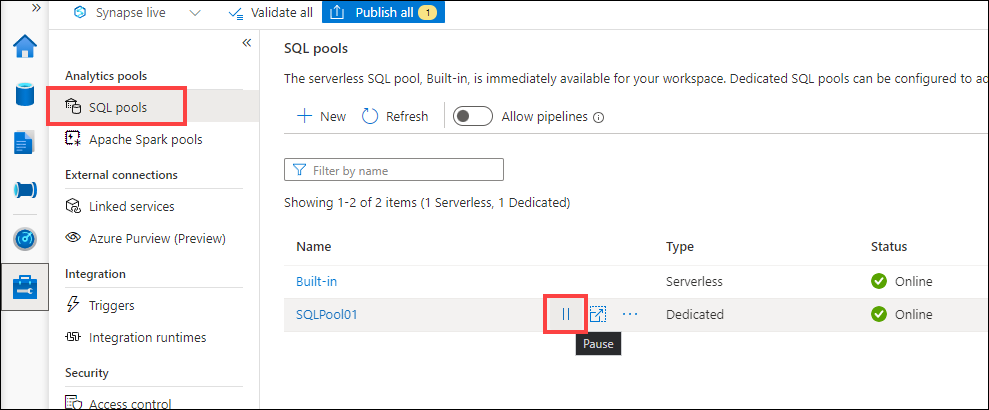 »
Synapse live
Validate all
Publish all 1
«
Analytics pools
SQL pools
Apache Spark pools
External connections
Linked services
Azure Purview (Preview)
Integration
Triggers
Integration runtimes
Security
Access control
SQL pools
The serverless SQL pool, Built-in, is immediately available for your workspace. Dedicated SQL pools can be configured to ad
New Refresh Allow pipelines
Filter by name
Showing 1-2 of 2 items (1 Serverless, 1 Dedicated)
Name Type Status
Built-in Serverless Online
SQLPool01 Dedicated Online
Pause